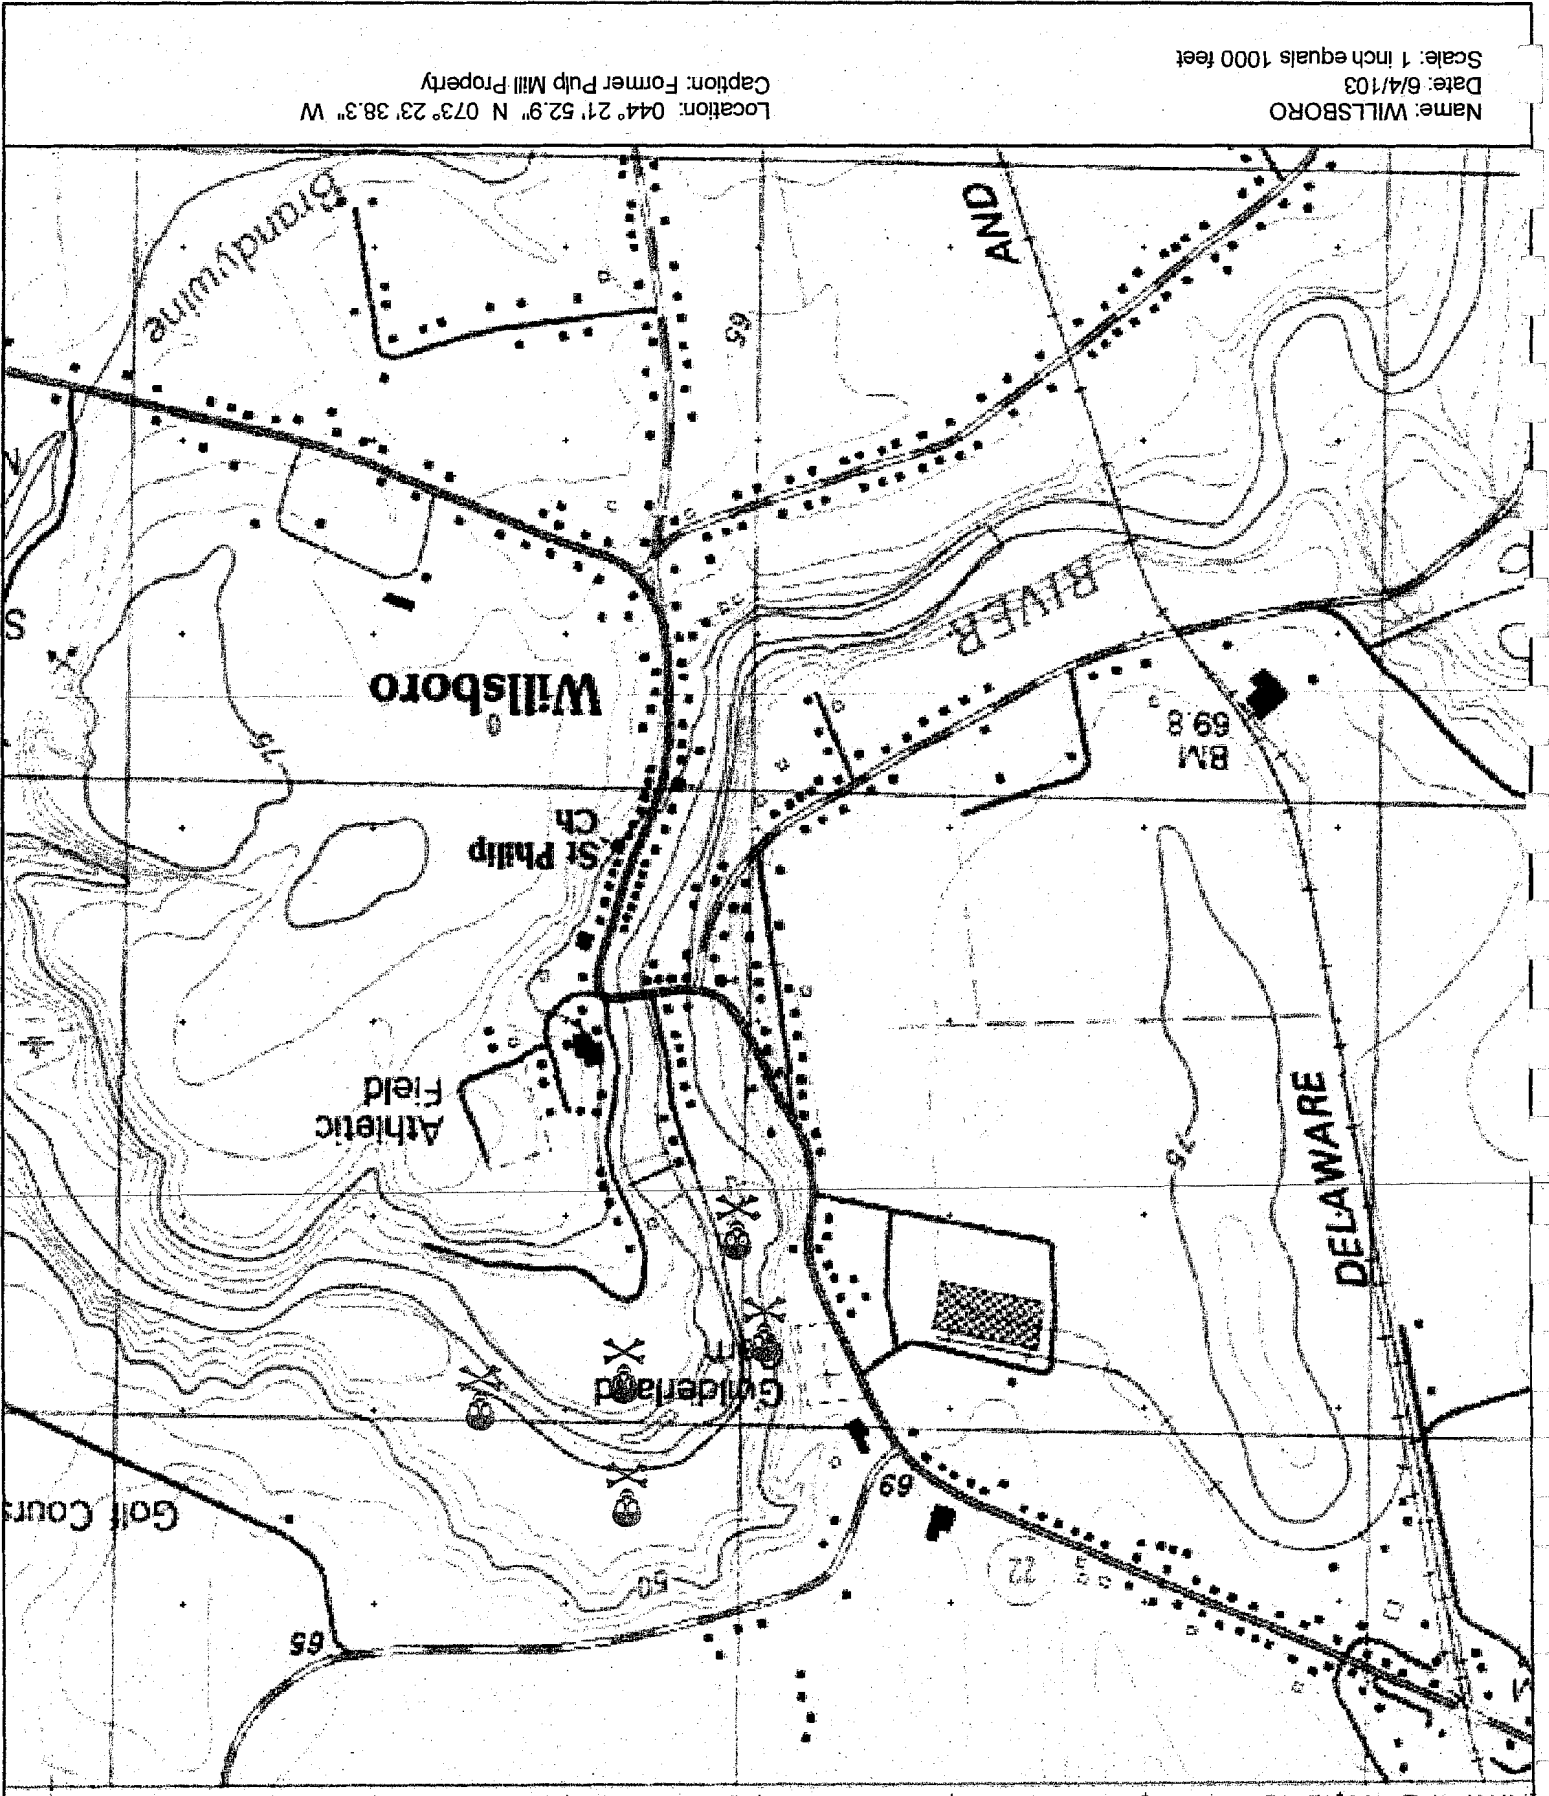 65
22
69
Golf Cours
50
Guilderland
75
DELAWARE
Athletic
Field
St Philip
Ch
BM
69.8
75
Willsboro
S
RIVER
65
Brandywine
AND
Name: WILLSBORO
Date: 6/4/103
Scale: 1 inch equals 1000 feet
Location: 044° 21' 52.9" N 073° 23' 38.3" W
Caption: Former Pulp Mill Property